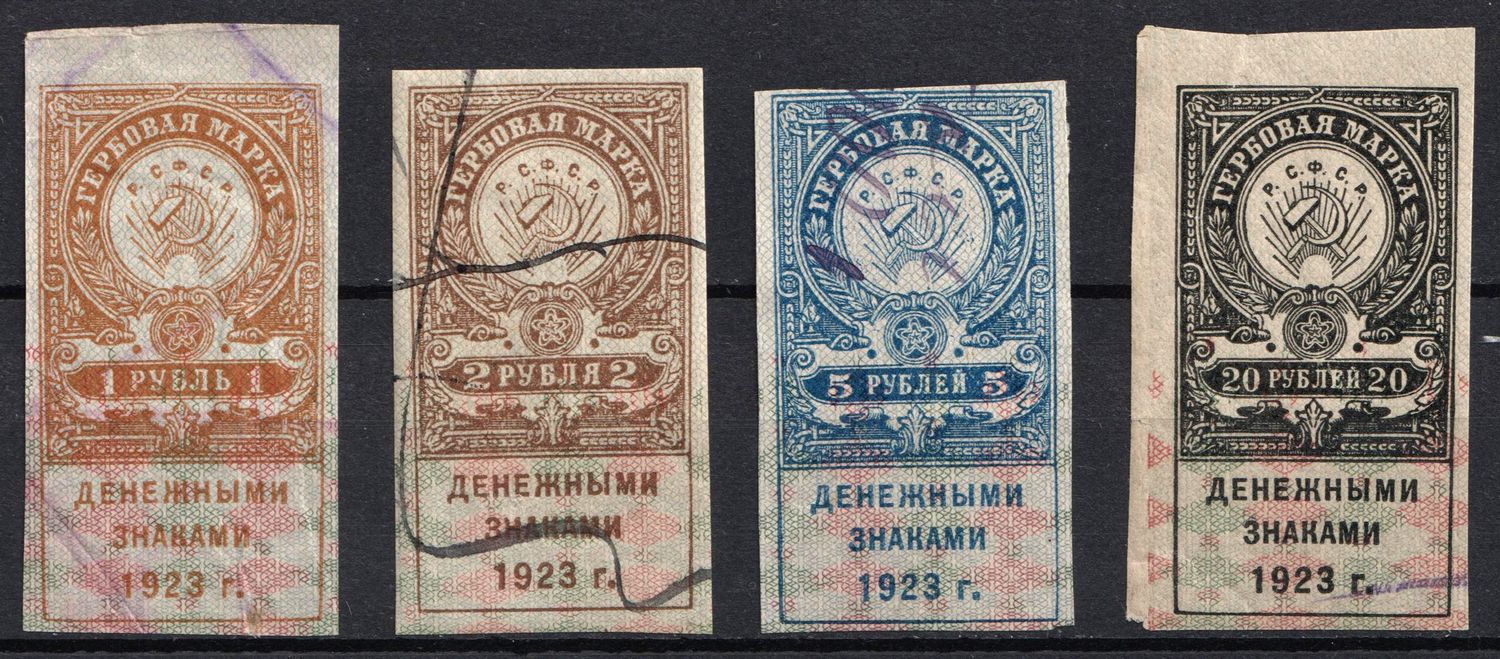 ГЕРБОВАЯ МАРКА
Р.С.Ф.С.Р.
1 РУБЛЬ 1
ДЕНЕЖНЫМИ
ЗНАКАМИ
1923 г.
ГЕРБОВАЯ МАРКА
Р.С.Ф.С.Р.
2 РУБЛЯ 2
ДЕНЕЖНЫМИ
ЗНАКАМИ
1923 г.
ГЕРБОВАЯ МАРКА
Р.С.Ф.С.Р.
5 РУБЛЕЙ 5
ДЕНЕЖНЫМИ
ЗНАКАМИ
1923 г.
ГЕРБОВАЯ МАРКА
Р.С.Ф.С.Р.
20 РУБЛЕЙ 20
ДЕНЕЖНЫМИ
ЗНАКАМИ
1923 г.